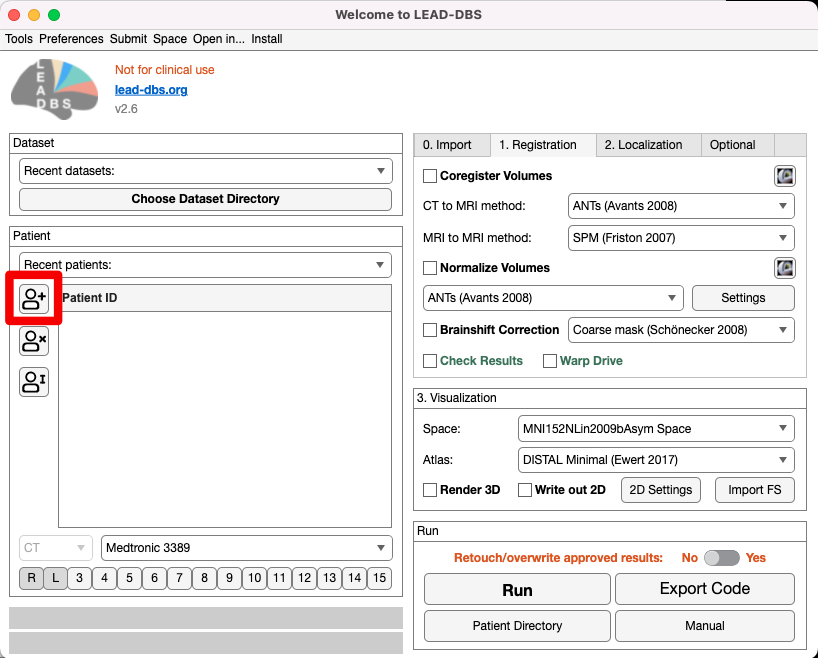 Welcome to LEAD-DBS
Tools Preferences Submit Space Open in... Install
LEAD
DBS
Not for clinical use
lead-dbs.org
v2.6
Dataset
Recent datasets:
Choose Dataset Directory
Patient
Recent patients:
Patient ID
CT
Medtronic 3389
R L 3 4 5 6 7 8 9 10 11 12 13 14 15
0. Import 1. Registration 2. Localization Optional
Coregister Volumes
CT to MRI method: ANTs (Avants 2008)
MRI to MRI method: SPM (Friston 2007)
Normalize Volumes
ANTs (Avants 2008) Settings
Brainshift Correction Coarse mask (Schönecker 2008)
Check Results Warp Drive
3. Visualization
Space: MNI152NLin2009bAsym Space
Atlas: DISTAL Minimal (Ewert 2017)
Render 3D Write out 2D 2D Settings Import FS
Run
Retouch/overwrite approved results: No Yes
Run Export Code
Patient Directory Manual